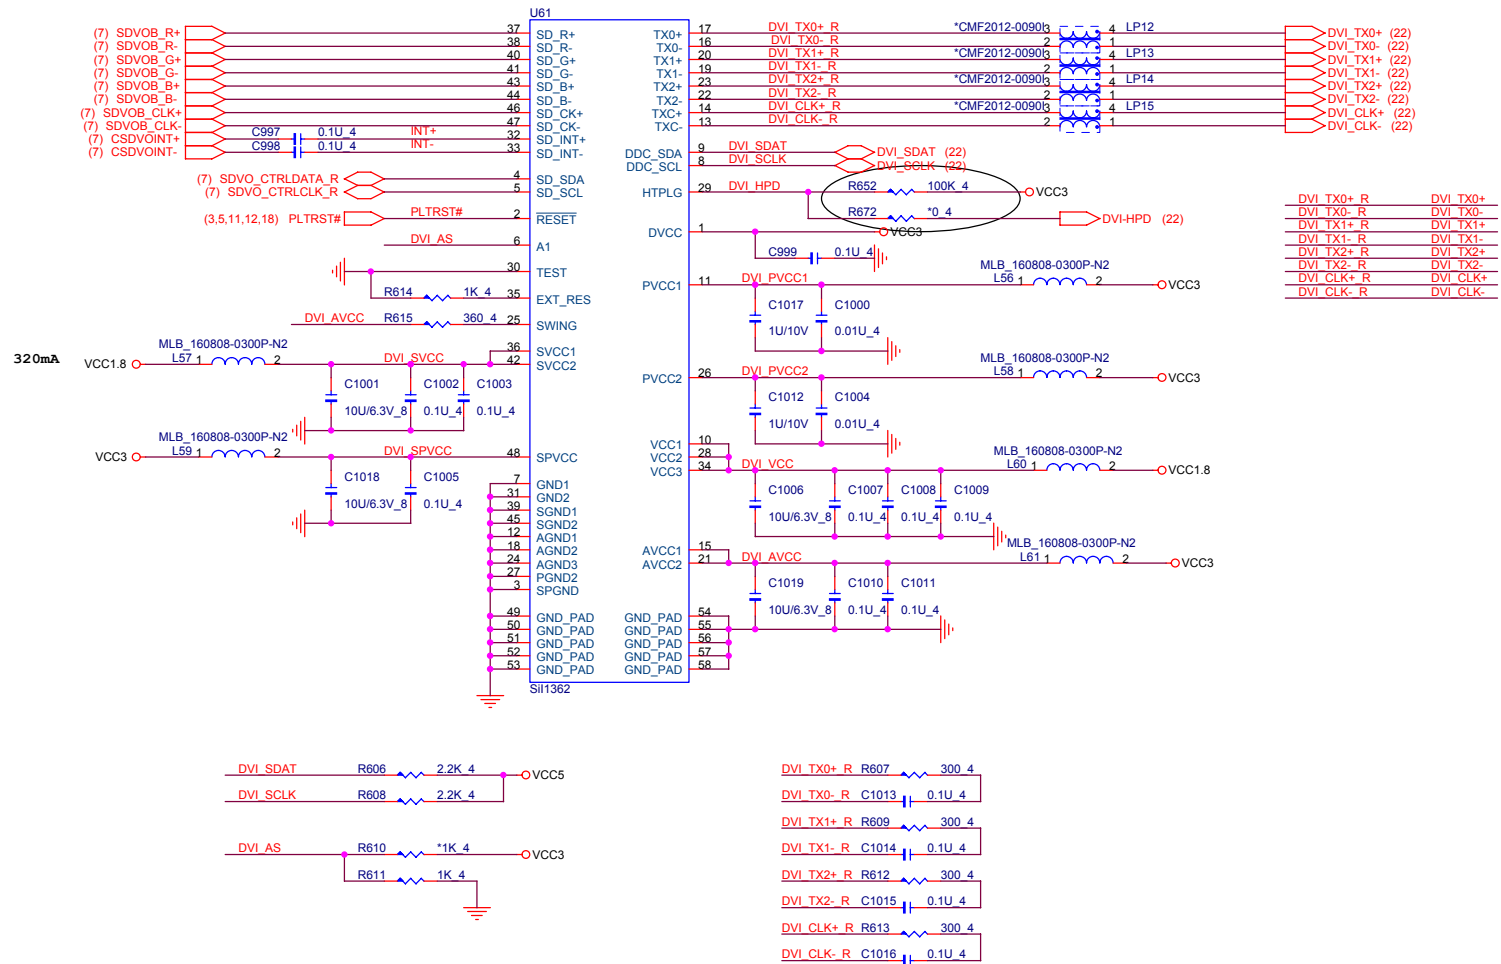 U61
(7) SDVOB_R+ 37 SD_R+ TX0+ 17 DVI_TX0+_R *CMF2012-0090 3 4 LP12 DVI_TX0+ (22)
(7) SDVOB_R- 38 SD_R- TX0- 16 DVI_TX0-_R 2 1 DVI_TX0- (22)
(7) SDVOB_G+ 40 SD_G+ TX1+ 20 DVI_TX1+_R 3 4 LP13 DVI_TX1+ (22)
(7) SDVOB_G- 41 SD_G- TX1- 19 DVI_TX1-_R 2 1 DVI_TX1- (22)
(7) SDVOB_B+ 43 SD_B+ TX2+ 23 DVI_TX2+_R *CMF2012-0090 3 4 LP14 DVI_TX2+ (22)
(7) SDVOB_B- 44 SD_B- TX2- 22 DVI_TX2-_R 2 1 DVI_TX2- (22)
(7) SDVOB_CLK+ 46 SD_CK+ TXC+ 14 DVI_CLK+_R *CMF2012-0090 3 4 LP15 DVI_CLK+ (22)
(7) SDVOB_CLK- 47 SD_CK- TXC- 13 DVI_CLK-_R 2 1 DVI_CLK- (22)
(7) CSDVOINT+ C997 0.1U_4 INT+ 32 SD_INT+
(7) CSDVOINT- C998 0.1U_4 INT- 33 SD_INT- DDC_SDA 9 DVI_SDAT DVI_SDAT (22)
DDC_SCL 8 DVI_SCLK DVI_SCLK (22)
(7) SDVO_CTRLDATA_R 4 SD_SDA
(7) SDVO_CTRLCLK_R 5 SD_SCL HTPLG 29 DVI_HPD R652 100K_4 VCC3
(3,5,11,12,18) PLTRST# PLTRST# 2 RESET R672 *0_4 DVI-HPD (22)
DVCC 1 VCC3
DVI_AS 6 A1 C999 0.1U_4
DVI_TX0+_R DVI_TX0+
DVI_TX0-_R DVI_TX0-
DVI_TX1+_R DVI_TX1+
DVI_TX1-_R DVI_TX1-
DVI_TX2+_R DVI_TX2+
DVI_TX2-_R DVI_TX2-
DVI_CLK+_R DVI_CLK+
DVI_CLK-_R DVI_CLK-
30 TEST
MLB_160808-0300P-N2
PVCC1 11 DVI_PVCC1 L56 1 2 VCC3
R614 1K_4 35 EXT_RES
C1017 C1000
DVI_AVCC R615 360_4 25 SWING
1U/10V 0.01U_4
MLB_160808-0300P-N2
320mA VCC1.8 L57 1 2 DVI_SVCC 36 SVCC1
42 SVCC2
MLB_160808-0300P-N2
PVCC2 26 DVI_PVCC2 L58 1 2 VCC3
C1001 C1002 C1003
10U/6.3V_8 0.1U_4 0.1U_4
C1012 C1004
1U/10V 0.01U_4
MLB_160808-0300P-N2
VCC3 L59 1 2 DVI_SPVCC 48 SPVCC
VCC1 10
VCC2 28
MLB_160808-0300P-N2
VCC3 34 DVI_VCC L60 1 2 VCC1.8
C1018 C1005
10U/6.3V_8 0.1U_4
C1006 C1007 C1008 C1009
10U/6.3V_8 0.1U_4 0.1U_4 0.1U_4
7 GND1
31 GND2
39 SGND1
45 SGND2
12 AGND1
18 AGND2
24 AGND3
27 PGND2
3 SPGND
MLB_160808-0300P-N2
AVCC1 15
AVCC2 21 DVI_AVCC L61 1 2 VCC3
C1019 C1010 C1011
10U/6.3V_8 0.1U_4 0.1U_4
49 GND_PAD GND_PAD 54
50 GND_PAD GND_PAD 55
51 GND_PAD GND_PAD 56
52 GND_PAD GND_PAD 57
53 GND_PAD GND_PAD 58
SiI1362
DVI_SDAT R606 2.2K_4 VCC5
DVI_SCLK R608 2.2K_4
DVI_AS R610 *1K_4 VCC3
R611 1K_4
DVI_TX0+_R R607 300_4
DVI_TX0-_R C1013 0.1U_4
DVI_TX1+_R R609 300_4
DVI_TX1-_R C1014 0.1U_4
DVI_TX2+_R R612 300_4
DVI_TX2-_R C1015 0.1U_4
DVI_CLK+_R R613 300_4
DVI_CLK-_R C1016 0.1U_4